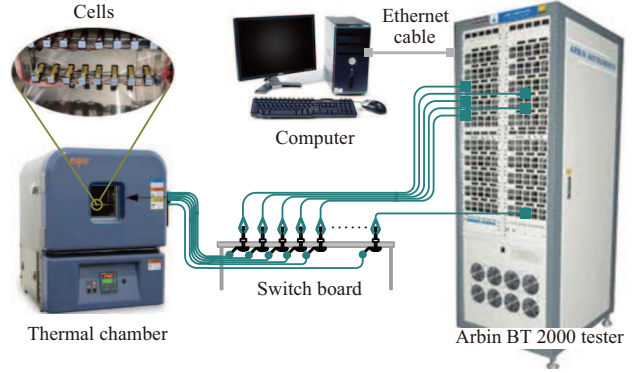 Cells
Ethernet
cable
ARBIN INSTRUMENTS
Computer
Switch board
Thermal chamber
Arbin BT 2000 tester